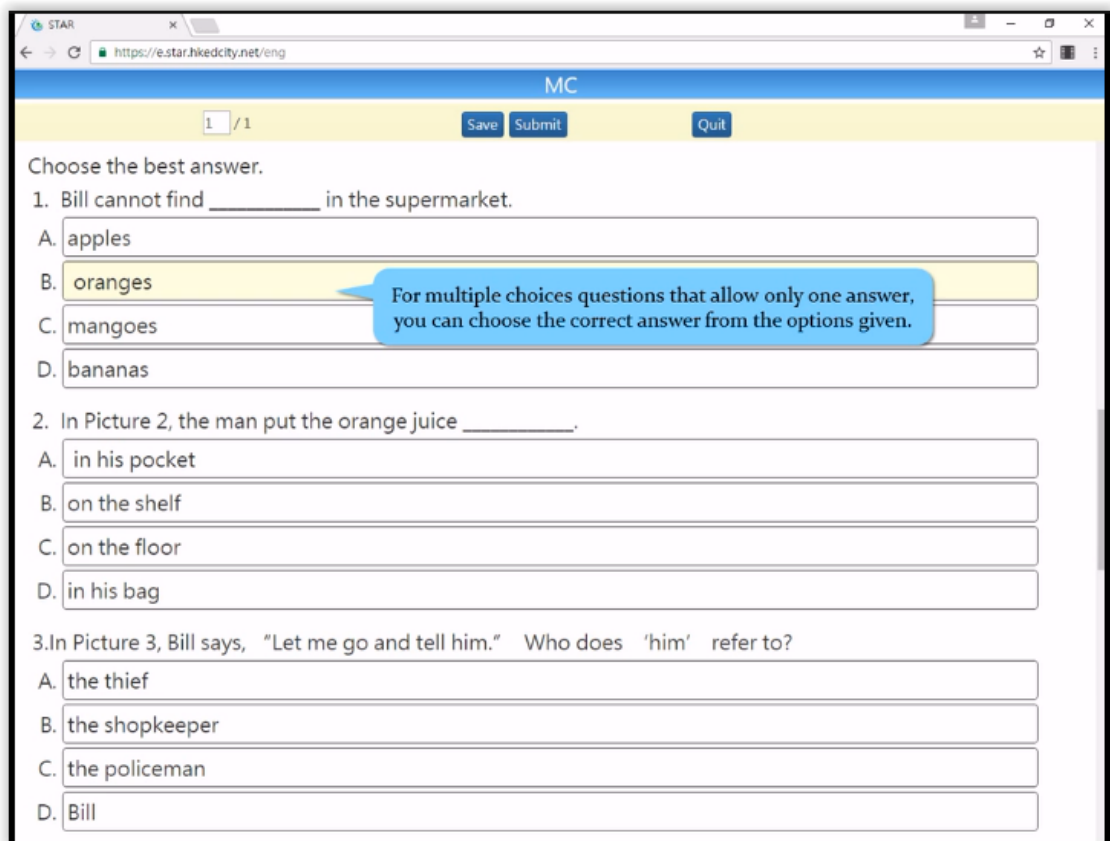 STAR
https://e.star.hkedcity.net/eng
MC
1 / 1 Save Submit Quit
Choose the best answer.
1. Bill cannot find ____________ in the supermarket.
A. apples
B. oranges
For multiple choices questions that allow only one answer,
you can choose the correct answer from the options given.
C. mangoes
D. bananas
2. In Picture 2, the man put the orange juice ____________.
A. in his pocket
B. on the shelf
C. on the floor
D. in his bag
3.In Picture 3, Bill says, "Let me go and tell him." Who does 'him' refer to?
A. the thief
B. the shopkeeper
C. the policeman
D. Bill